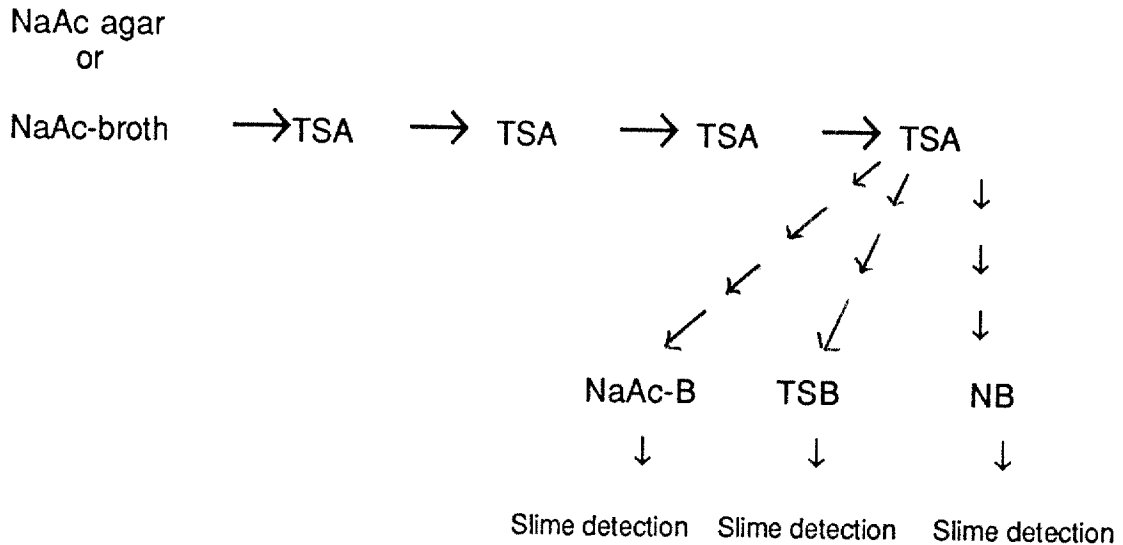 NaAc agar
or
NaAc-broth → TSA → TSA → TSA → TSA
NaAc-B TSB NB
Slime detection Slime detection Slime detection